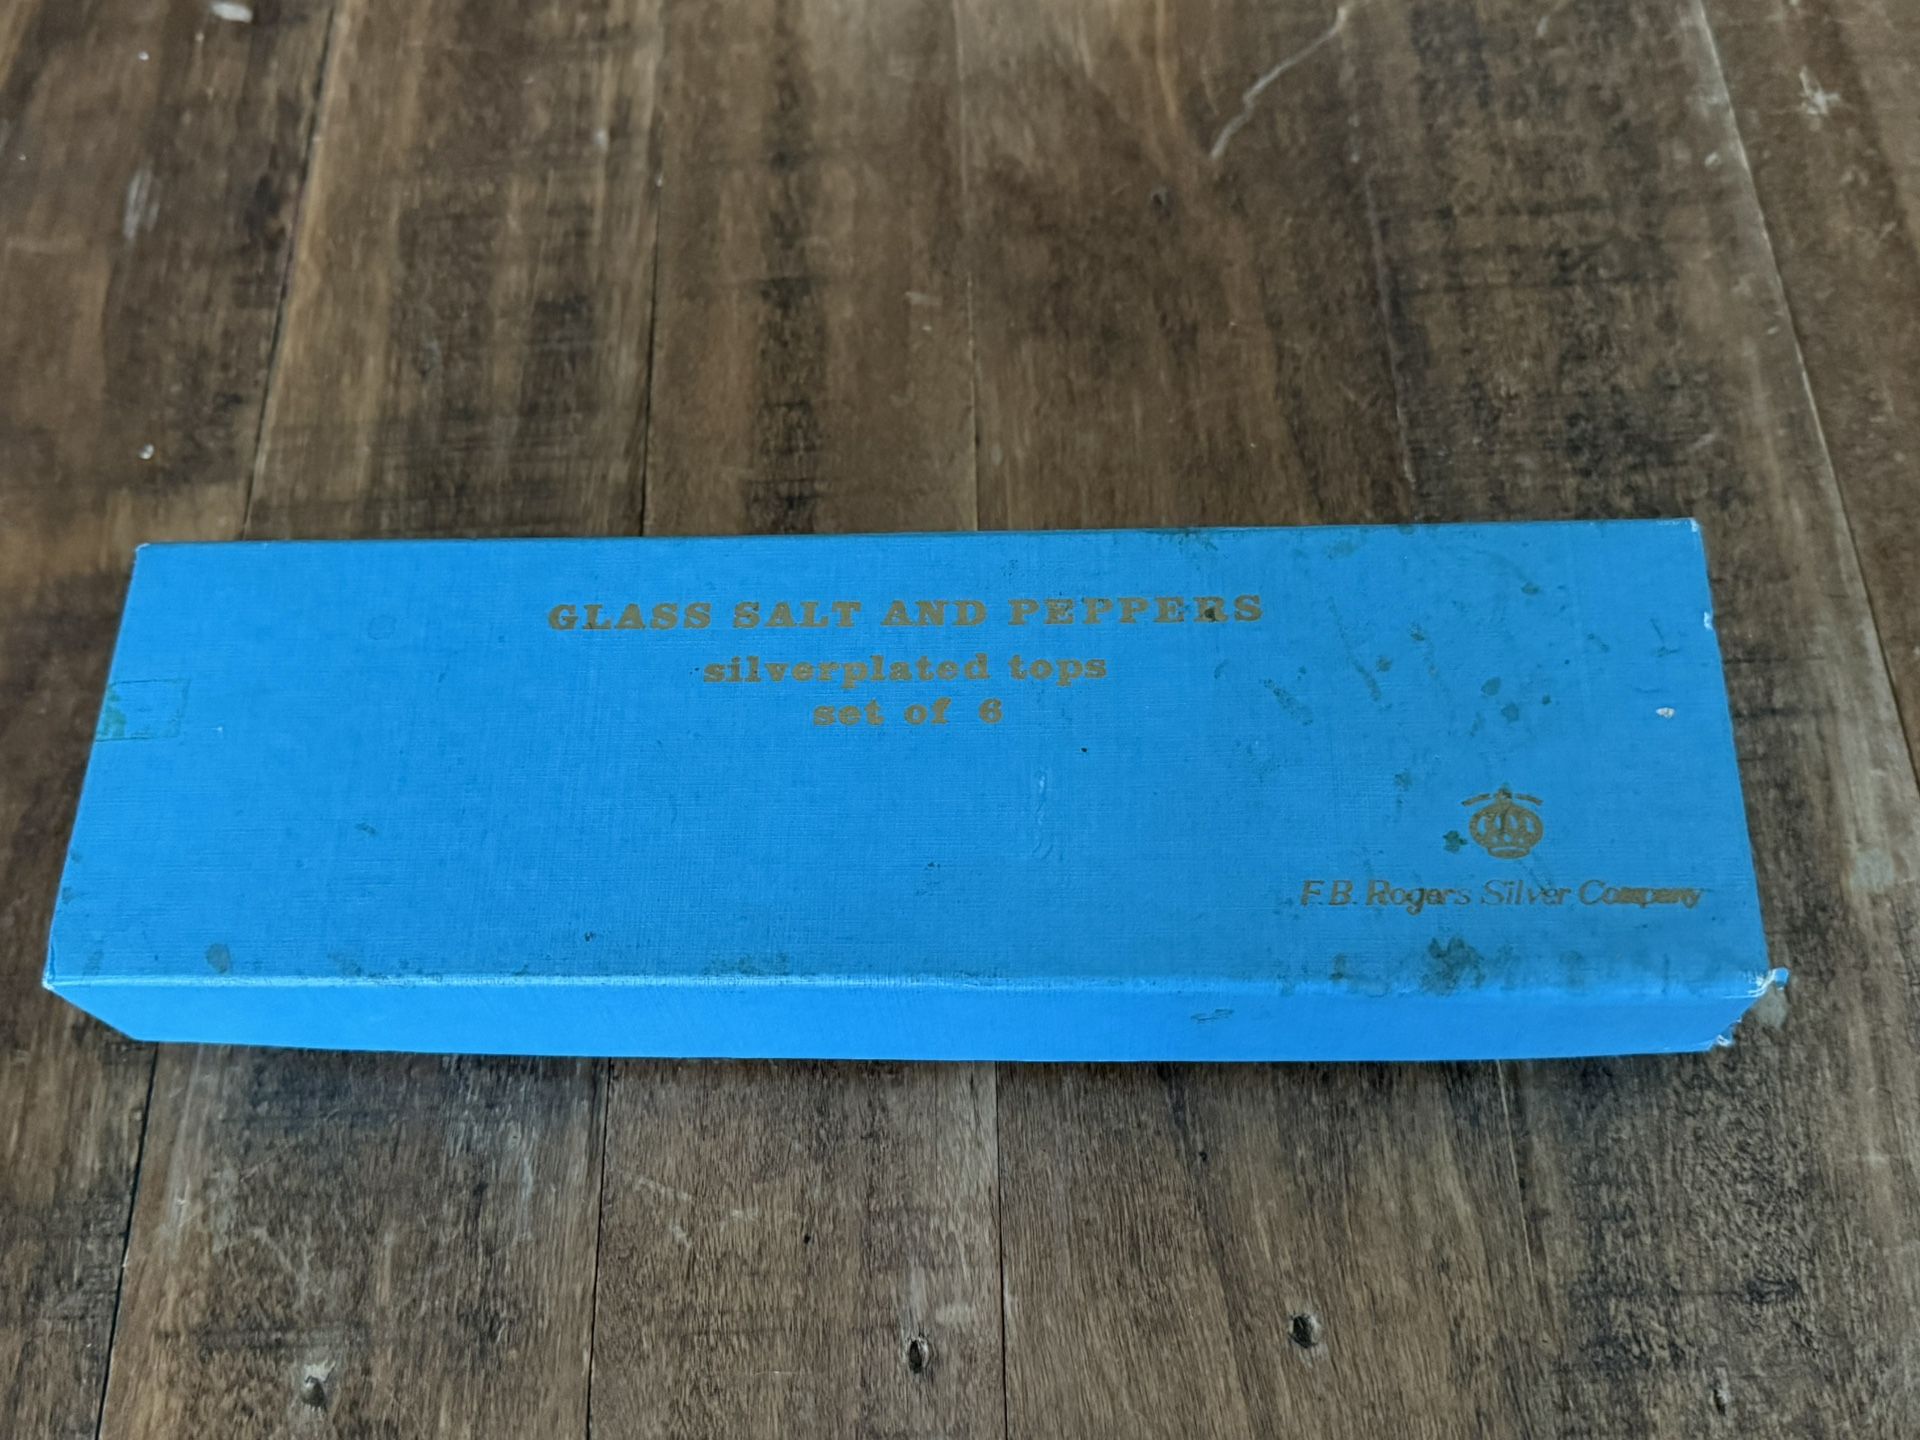 GLASS SALT AND PEPPERS
silverplated tops
set of 6
F.B. Rogers Silver Company